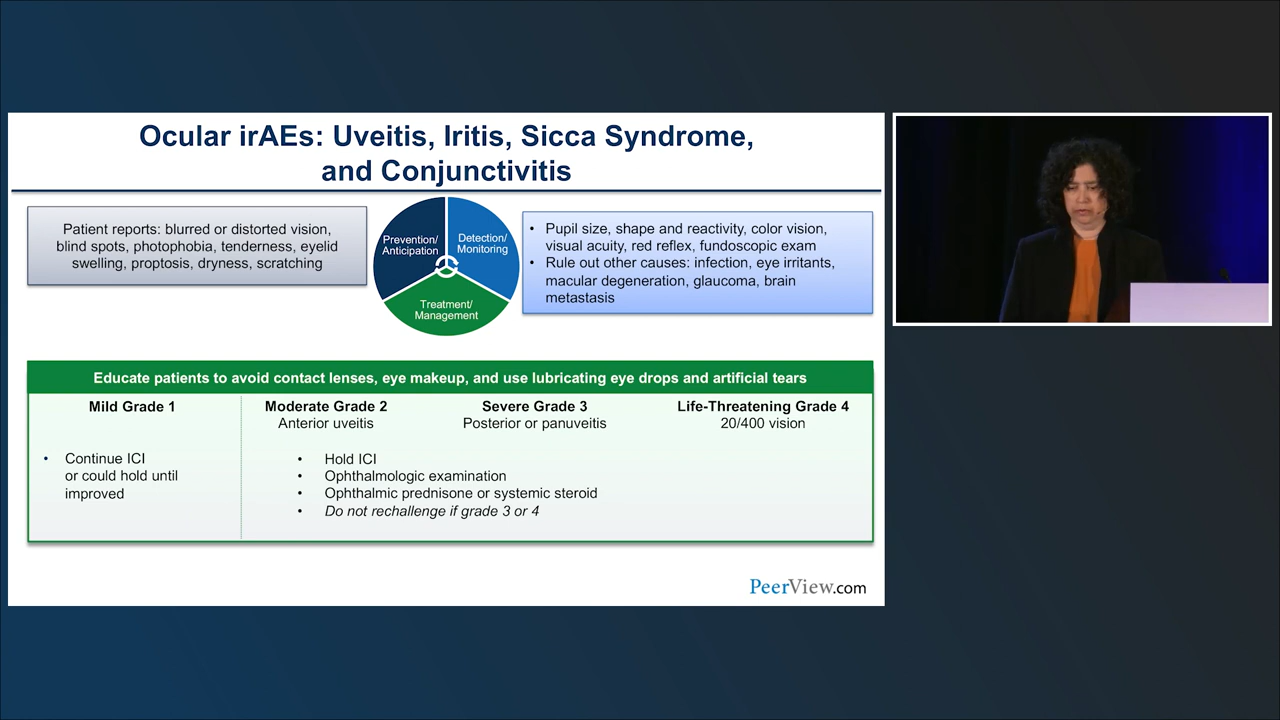 Ocular irAEs: Uveitis, Iritis, Sicca Syndrome,
and Conjunctivitis
Patient reports: blurred or distorted vision,
blind spots, photophobia, tenderness, eyelid
swelling, proptosis, dryness, scratching
Prevention/
Anticipation
Detection/
Monitoring
Treatment/
Management
• Pupil size, shape and reactivity, color vision,
visual acuity, red reflex, fundoscopic exam
• Rule out other causes: infection, eye irritants,
macular degeneration, glaucoma, brain
metastasis
Educate patients to avoid contact lenses, eye makeup, and use lubricating eye drops and artificial tears
Mild Grade 1
• Continue ICI
or could hold until
improved
Moderate Grade 2
Anterior uveitis
Severe Grade 3
Posterior or panuveitis
Life-Threatening Grade 4
20/400 vision
• Hold ICI
• Ophthalmologic examination
• Ophthalmic prednisone or systemic steroid
• Do not rechallenge if grade 3 or 4
PeerView.com